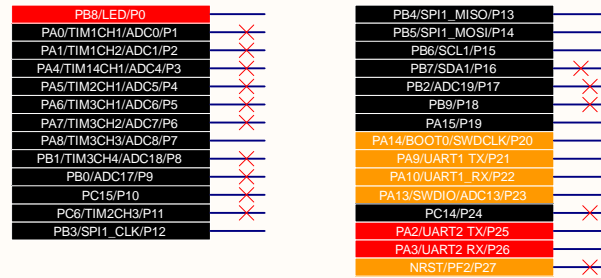 PB8/LED/P0
PA0/TIM1CH1/ADC0/P1
PA1/TIM1CH2/ADC1/P2
PA4/TIM14CH1/ADC4/P3
PA5/TIM2CH1/ADC5/P4
PA6/TIM3CH1/ADC6/P5
PA7/TIM3CH2/ADC7/P6
PA8/TIM3CH3/ADC8/P7
PB1/TIM3CH4/ADC18/P8
PB0/ADC17/P9
PC15/P10
PC6/TIM2CH3/P11
PB3/SPI1_CLK/P12
PB4/SPI1_MISO/P13
PB5/SPI1_MOSI/P14
PB6/SCL1/P15
PB7/SDA1/P16
PB2/ADC19/P17
PB9/P18
PA15/P19
PA14/BOOT0/SWDCLK/P20
PA9/UART1 TX/P21
PA10/UART1_RX/P22
PA13/SWDIO/ADC13/P23
PC14/P24
PA2/UART2 TX/P25
PA3/UART2 RX/P26
NRST/PF2/P27